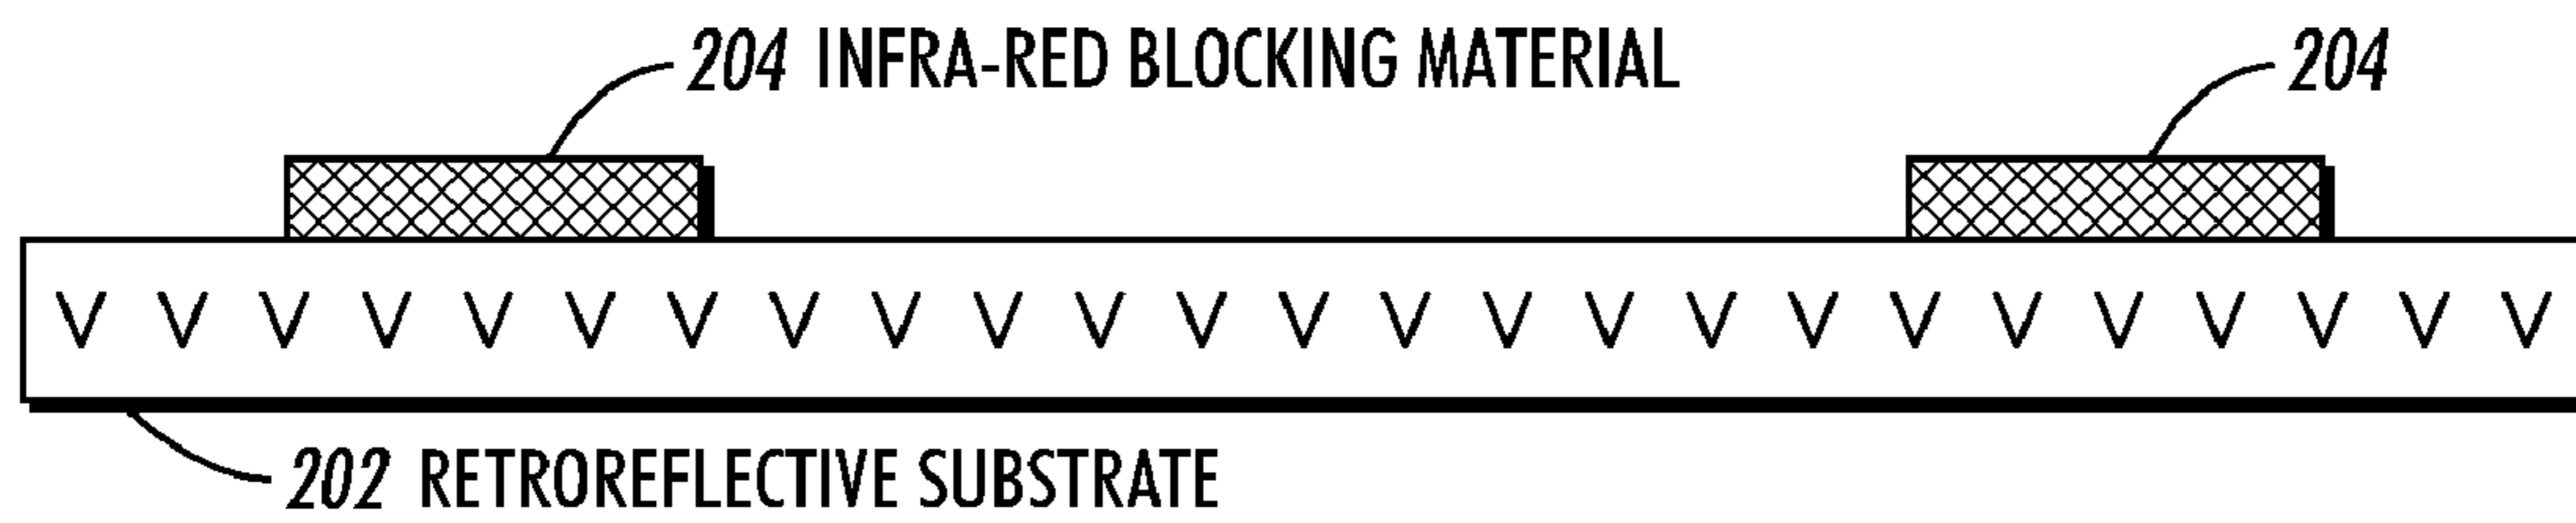 204 INFRA-RED BLOCKING MATERIAL 204
202 RETROREFLECTIVE SUBSTRATE